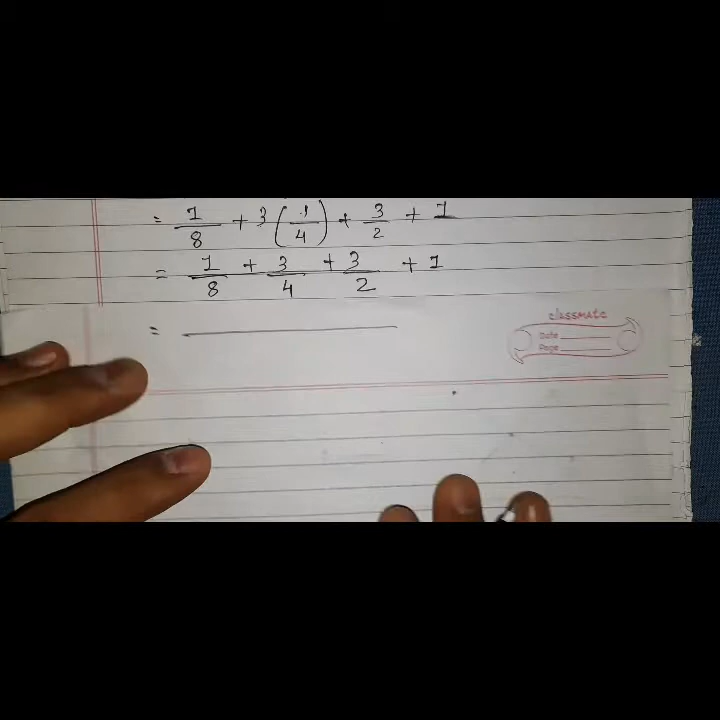 = 1/8 + 3(1/4) + 3/2 + 1
= 1/8 + 3/4 + 3/2 + 1
=
classmate
Date
Page